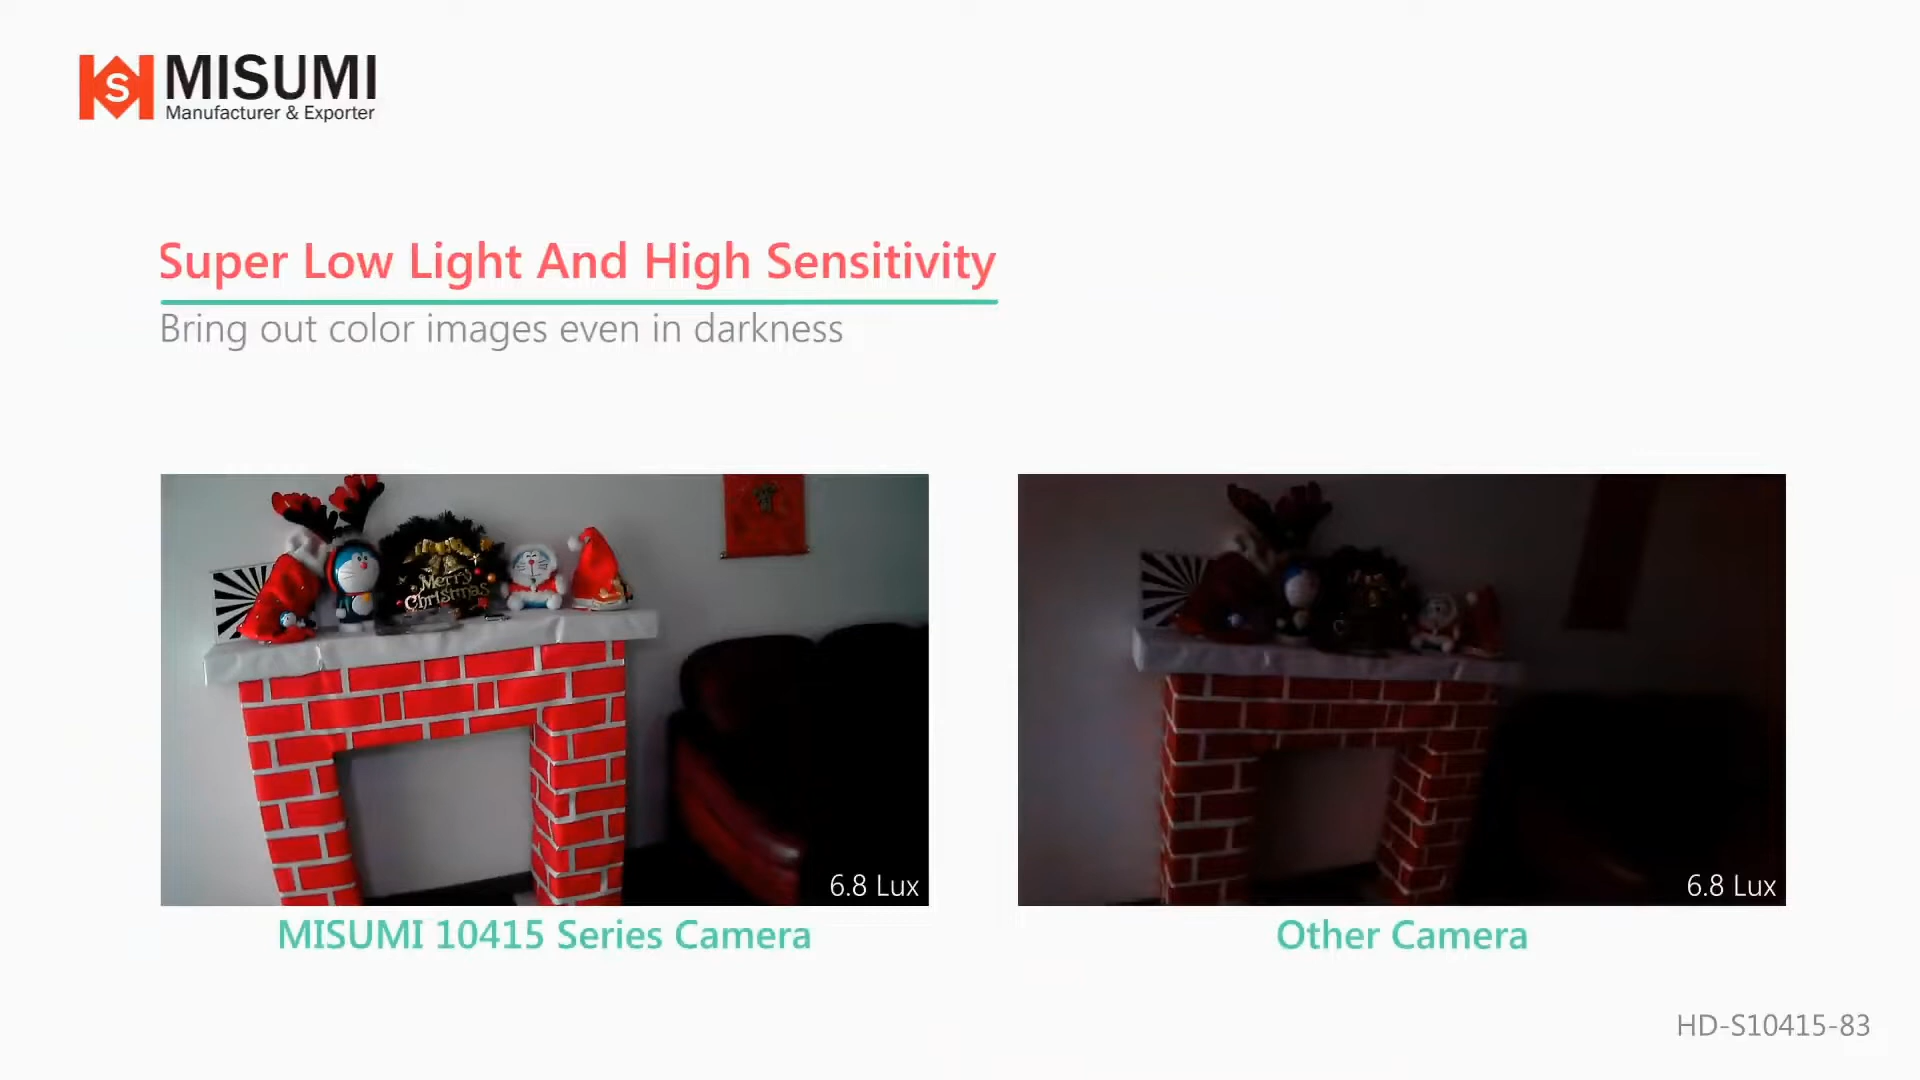 S
MISUMI
Manufacturer & Exporter
Super Low Light And High Sensitivity
Bring out color images even in darkness
Merry
Christmas
6.8 Lux
6.8 Lux
MISUMI 10415 Series Camera
Other Camera
HD-S10415-83